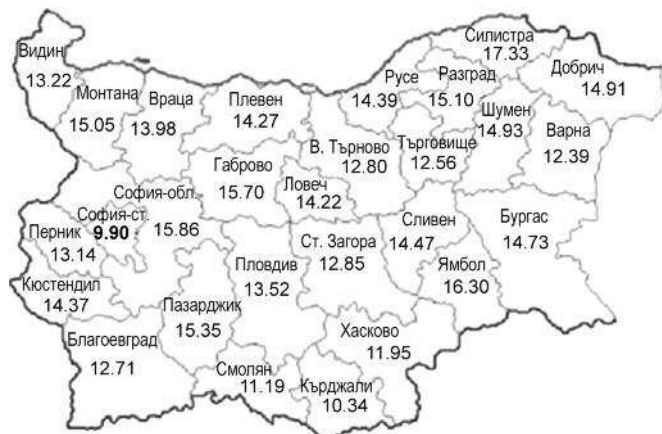 Силистра
17.33
Видин
13.22
Добрич
14.91
Русе
14.39
Разград
15.10
Монтана
15.05
Враца
13.98
Плевен
14.27
Шумен
14.93
Варна
12.39
В. Търново
12.80
Търговище
12.56
Габрово
15.70
Ловеч
14.22
София-обл.
15.86
София-ст.
9.90
Перник
13.14
Сливен
14.47
Бургас
14.73
Ст. Загора
12.85
Ямбол
16.30
Пловдив
13.52
Кюстендил
14.37
Пазарджик
15.35
Хасково
11.95
Благоевград
12.71
Смолян
11.19
Кърджали
10.34